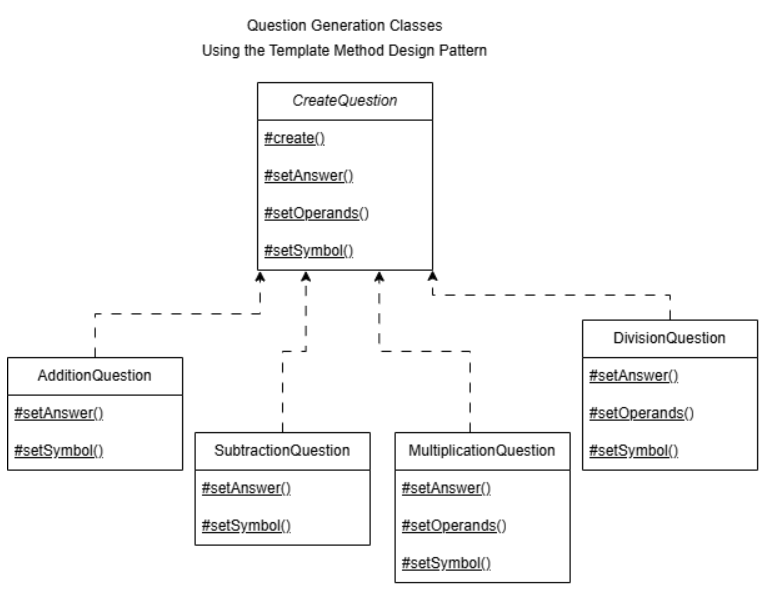 Question Generation Classes
Using the Template Method Design Pattern
CreateQuestion
#create()
#setAnswer()
#setOperands()
#setSymbol()
AdditionQuestion
#setAnswer()
#setSymbol()
SubtractionQuestion
#setAnswer()
#setSymbol()
MultiplicationQuestion
#setAnswer()
#setOperands()
#setSymbol()
DivisionQuestion
#setAnswer()
#setOperands()
#setSymbol()